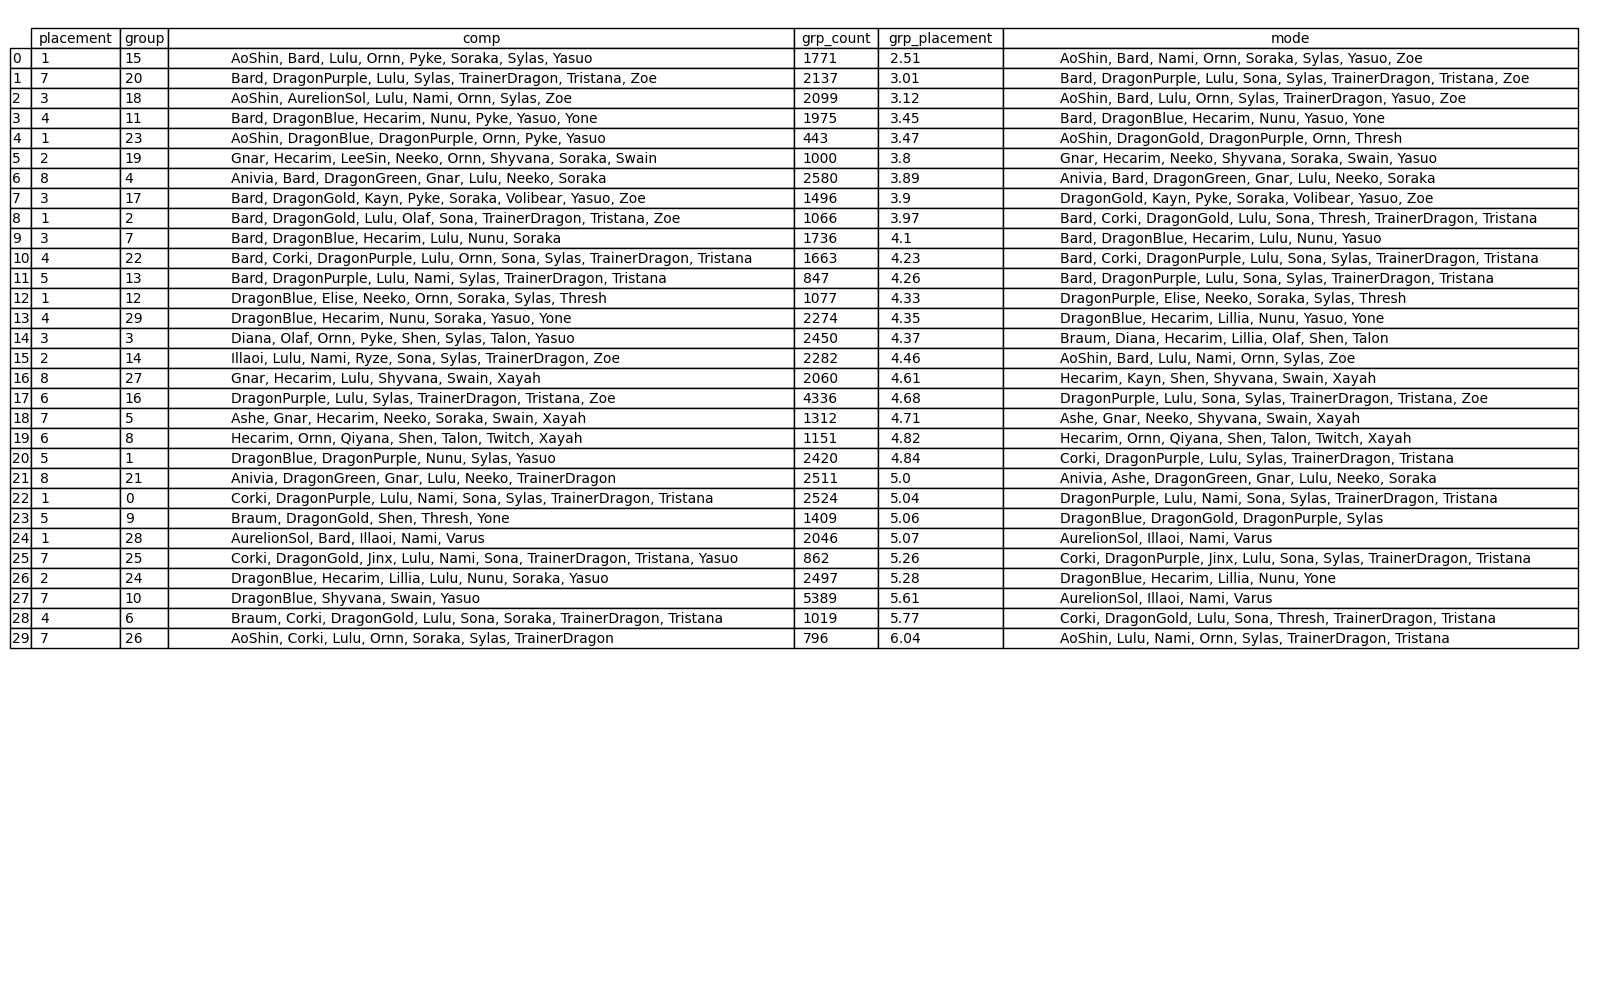 placement group comp grp_count grp_placement mode
0 1 15 AoShin, Bard, Lulu, Ornn, Pyke, Soraka, Sylas, Yasuo 1771 2.51 AoShin, Bard, Nami, Ornn, Soraka, Sylas, Yasuo, Zoe
1 7 20 Bard, DragonPurple, Lulu, Sylas, TrainerDragon, Tristana, Zoe 2137 3.01 Bard, DragonPurple, Lulu, Sona, Sylas, TrainerDragon, Tristana, Zoe
2 3 18 AoShin, AurelionSol, Lulu, Nami, Ornn, Sylas, Zoe 2099 3.12 AoShin, Bard, Lulu, Ornn, Sylas, TrainerDragon, Yasuo, Zoe
3 4 11 Bard, DragonBlue, Hecarim, Nunu, Pyke, Yasuo, Yone 1975 3.45 Bard, DragonBlue, Hecarim, Nunu, Yasuo, Yone
4 1 23 AoShin, DragonBlue, DragonPurple, Ornn, Pyke, Yasuo 443 3.47 AoShin, DragonGold, DragonPurple, Ornn, Thresh
5 2 19 Gnar, Hecarim, LeeSin, Neeko, Ornn, Shyvana, Soraka, Swain 1000 3.8 Gnar, Hecarim, Neeko, Shyvana, Soraka, Swain, Yasuo
6 8 4 Anivia, Bard, DragonGreen, Gnar, Lulu, Neeko, Soraka 2580 3.89 Anivia, Bard, DragonGreen, Gnar, Lulu, Neeko, Soraka
7 3 17 Bard, DragonGold, Kayn, Pyke, Soraka, Volibear, Yasuo, Zoe 1496 3.9 DragonGold, Kayn, Pyke, Soraka, Volibear, Yasuo, Zoe
8 1 2 Bard, DragonGold, Lulu, Olaf, Sona, TrainerDragon, Tristana, Zoe 1066 3.97 Bard, Corki, DragonGold, Lulu, Sona, Thresh, TrainerDragon, Tristana
9 3 7 Bard, DragonBlue, Hecarim, Lulu, Nunu, Soraka 1736 4.1 Bard, DragonBlue, Hecarim, Lulu, Nunu, Yasuo
10 4 22 Bard, Corki, DragonPurple, Lulu, Ornn, Sona, Sylas, TrainerDragon, Tristana 1663 4.23 Bard, Corki, DragonPurple, Lulu, Sona, Sylas, TrainerDragon, Tristana
11 5 13 Bard, DragonPurple, Lulu, Nami, Sylas, TrainerDragon, Tristana 847 4.26 Bard, DragonPurple, Lulu, Sona, Sylas, TrainerDragon, Tristana
12 1 12 DragonBlue, Elise, Neeko, Ornn, Soraka, Sylas, Thresh 1077 4.33 DragonPurple, Elise, Neeko, Soraka, Sylas, Thresh
13 4 29 DragonBlue, Hecarim, Nunu, Soraka, Yasuo, Yone 2274 4.35 DragonBlue, Hecarim, Lillia, Nunu, Yasuo, Yone
14 3 3 Diana, Olaf, Ornn, Pyke, Shen, Sylas, Talon, Yasuo 2450 4.37 Braum, Diana, Hecarim, Lillia, Olaf, Shen, Talon
15 2 14 Illaoi, Lulu, Nami, Ryze, Sona, Sylas, TrainerDragon, Zoe 2282 4.46 AoShin, Bard, Lulu, Nami, Ornn, Sylas, Zoe
16 8 27 Gnar, Hecarim, Lulu, Shyvana, Swain, Xayah 2060 4.61 Hecarim, Kayn, Shen, Shyvana, Swain, Xayah
17 6 16 DragonPurple, Lulu, Sylas, TrainerDragon, Tristana, Zoe 4336 4.68 DragonPurple, Lulu, Sona, Sylas, TrainerDragon, Tristana, Zoe
18 7 5 Ashe, Gnar, Hecarim, Neeko, Soraka, Swain, Xayah 1312 4.71 Ashe, Gnar, Neeko, Shyvana, Swain, Xayah
19 6 8 Hecarim, Ornn, Qiyana, Shen, Talon, Twitch, Xayah 1151 4.82 Hecarim, Ornn, Qiyana, Shen, Talon, Twitch, Xayah
20 5 1 DragonBlue, DragonPurple, Nunu, Sylas, Yasuo 2420 4.84 Corki, DragonPurple, Lulu, Sylas, TrainerDragon, Tristana
21 8 21 Anivia, DragonGreen, Gnar, Lulu, Neeko, TrainerDragon 2511 5.0 Anivia, Ashe, DragonGreen, Gnar, Lulu, Neeko, Soraka
22 1 0 Corki, DragonPurple, Lulu, Nami, Sona, Sylas, TrainerDragon, Tristana 2524 5.04 DragonPurple, Lulu, Nami, Sona, Sylas, TrainerDragon, Tristana
23 5 9 Braum, DragonGold, Shen, Thresh, Yone 1409 5.06 DragonBlue, DragonGold, DragonPurple, Sylas
24 1 28 AurelionSol, Bard, Illaoi, Nami, Varus 2046 5.07 AurelionSol, Illaoi, Nami, Varus
25 7 25 Corki, DragonGold, Jinx, Lulu, Nami, Sona, TrainerDragon, Tristana, Yasuo 862 5.26 Corki, DragonPurple, Jinx, Lulu, Sona, Sylas, TrainerDragon, Tristana
26 2 24 DragonBlue, Hecarim, Lillia, Lulu, Nunu, Soraka, Yasuo 2497 5.28 DragonBlue, Hecarim, Lillia, Nunu, Yone
27 7 10 DragonBlue, Shyvana, Swain, Yasuo 5389 5.61 AurelionSol, Illaoi, Nami, Varus
28 4 6 Braum, Corki, DragonGold, Lulu, Sona, Soraka, TrainerDragon, Tristana 1019 5.77 Corki, DragonGold, Lulu, Sona, Thresh, TrainerDragon, Tristana
29 7 26 AoShin, Corki, Lulu, Ornn, Soraka, Sylas, TrainerDragon 796 6.04 AoShin, Lulu, Nami, Ornn, Sylas, TrainerDragon, Tristana